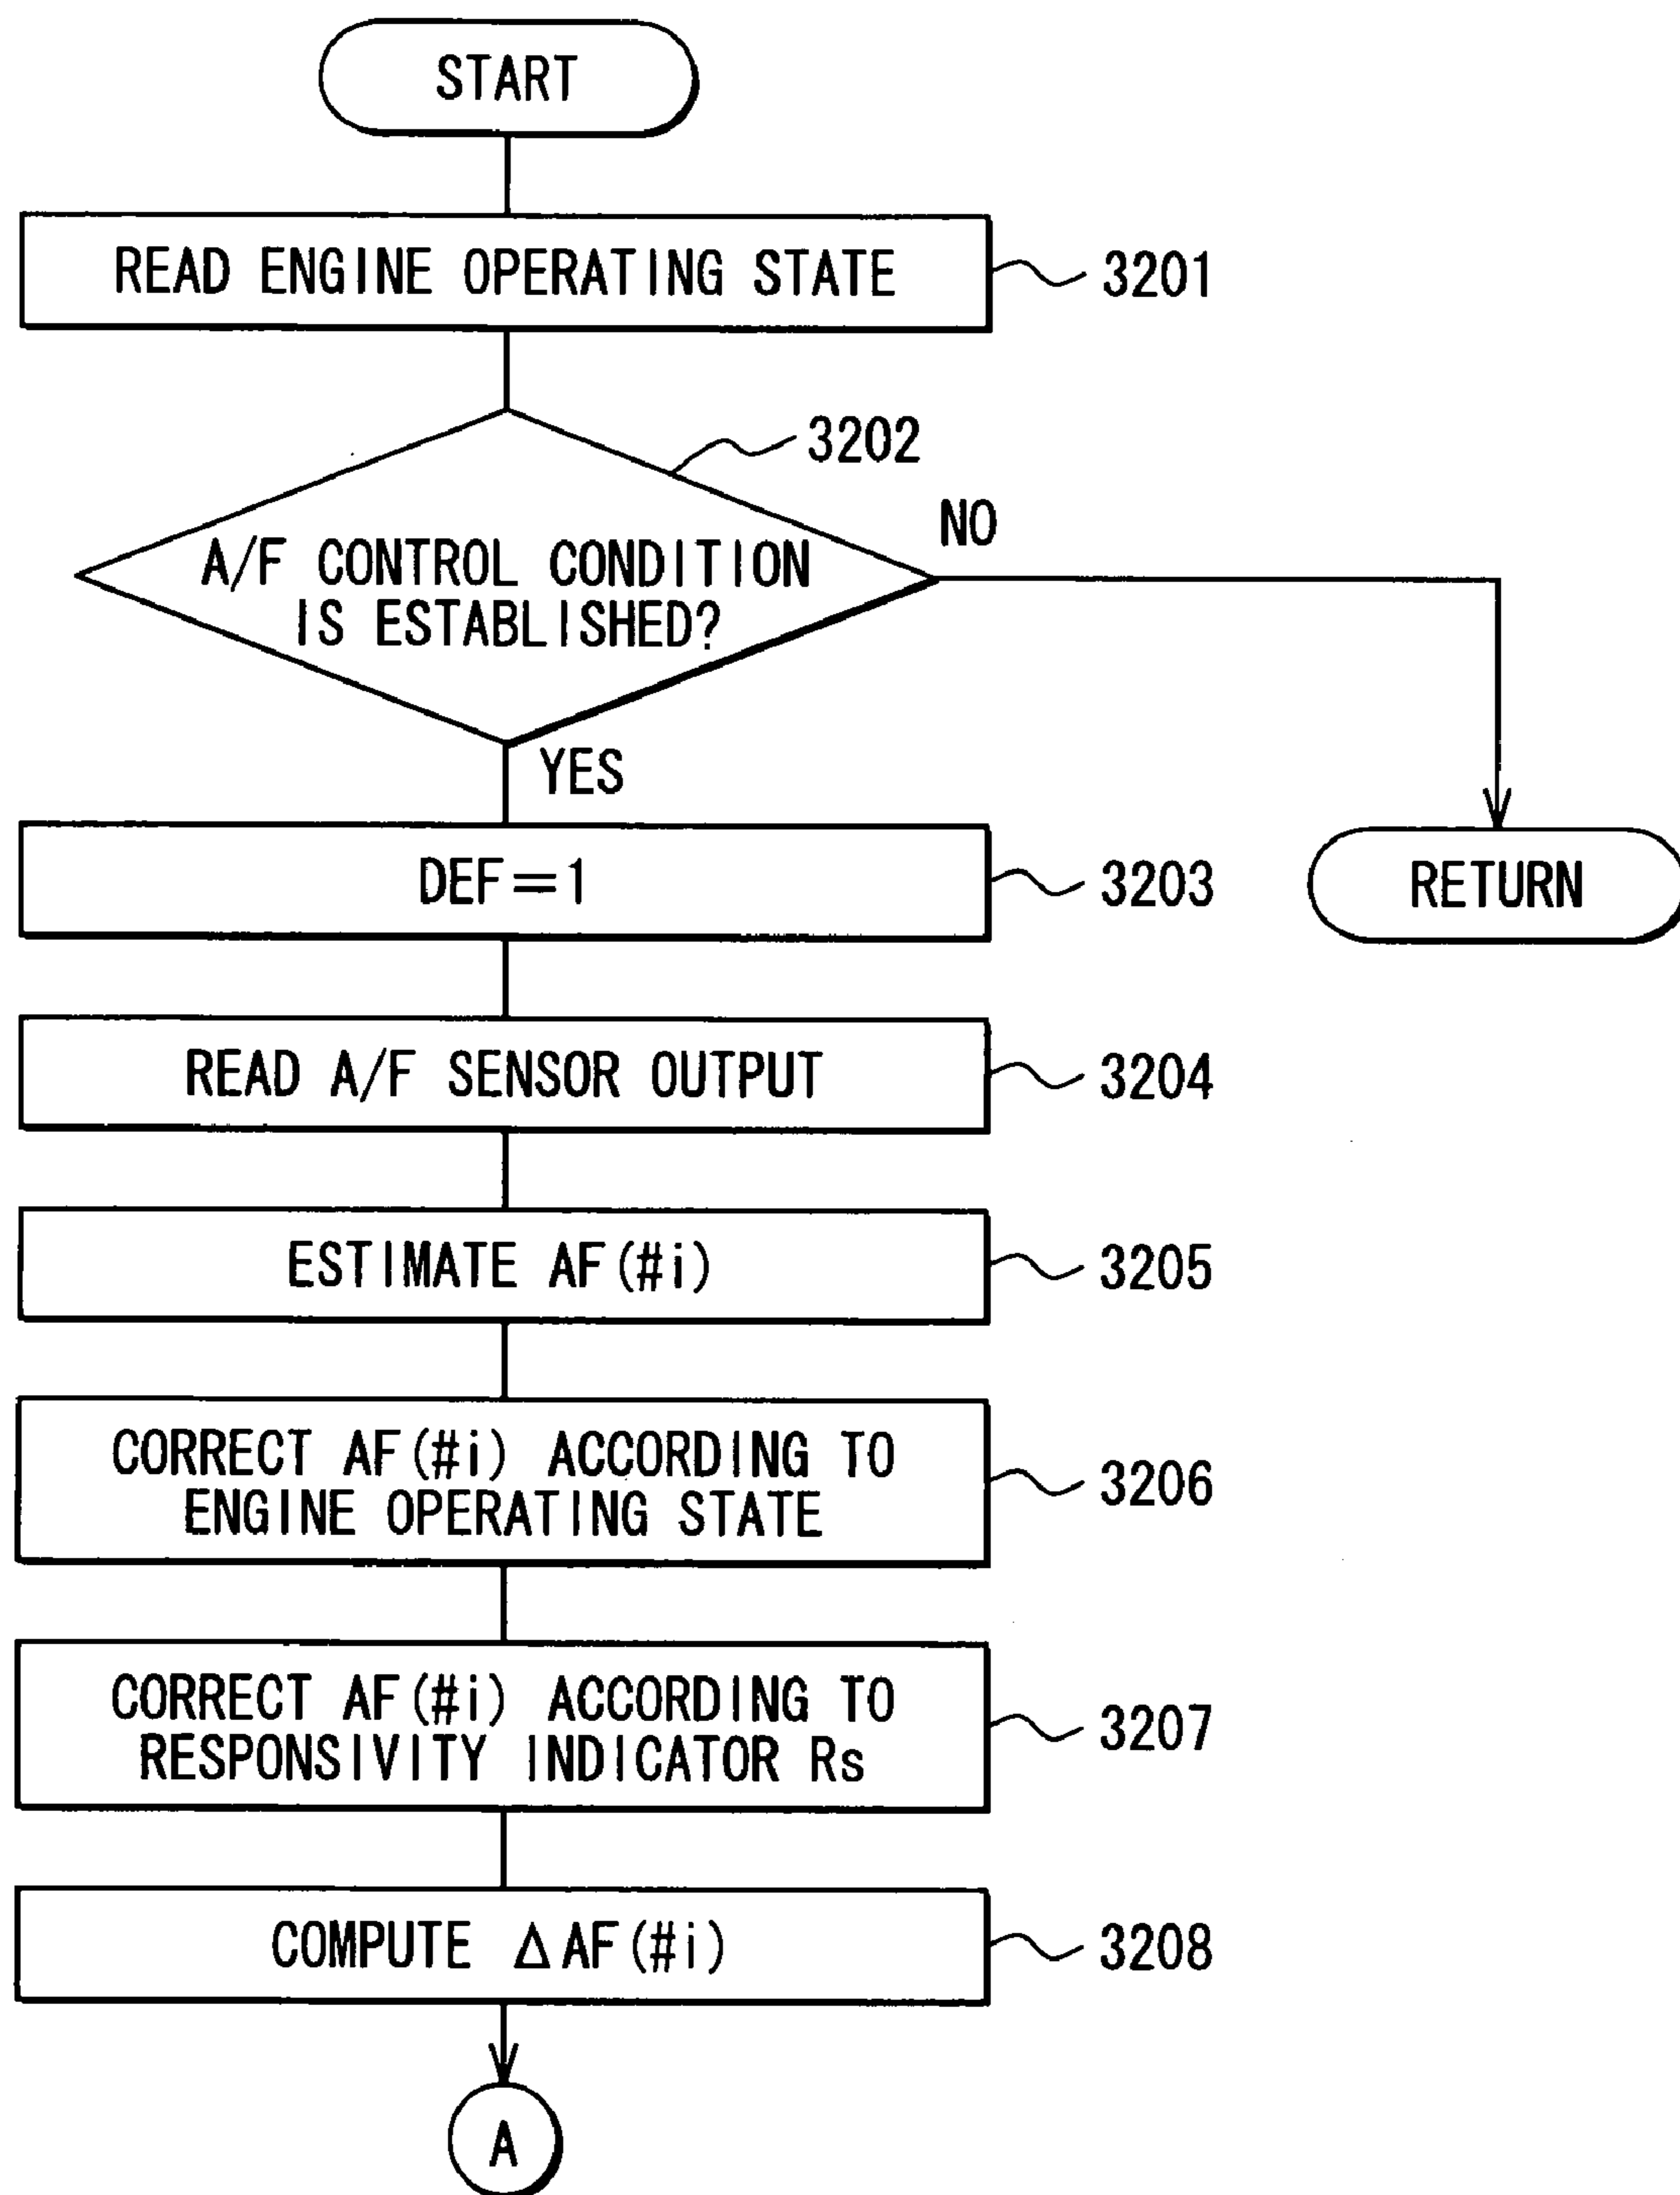 START
READ ENGINE OPERATING STATE
3201
3202
A/F CONTROL CONDITION
IS ESTABLISHED?
NO
YES
DEF=1
3203
RETURN
READ A/F SENSOR OUTPUT
3204
ESTIMATE AF(#i)
3205
CORRECT AF(#i) ACCORDING TO
ENGINE OPERATING STATE
3206
CORRECT AF(#i) ACCORDING TO
RESPONSIVITY INDICATOR Rs
3207
COMPUTE ΔAF(#i)
3208
A